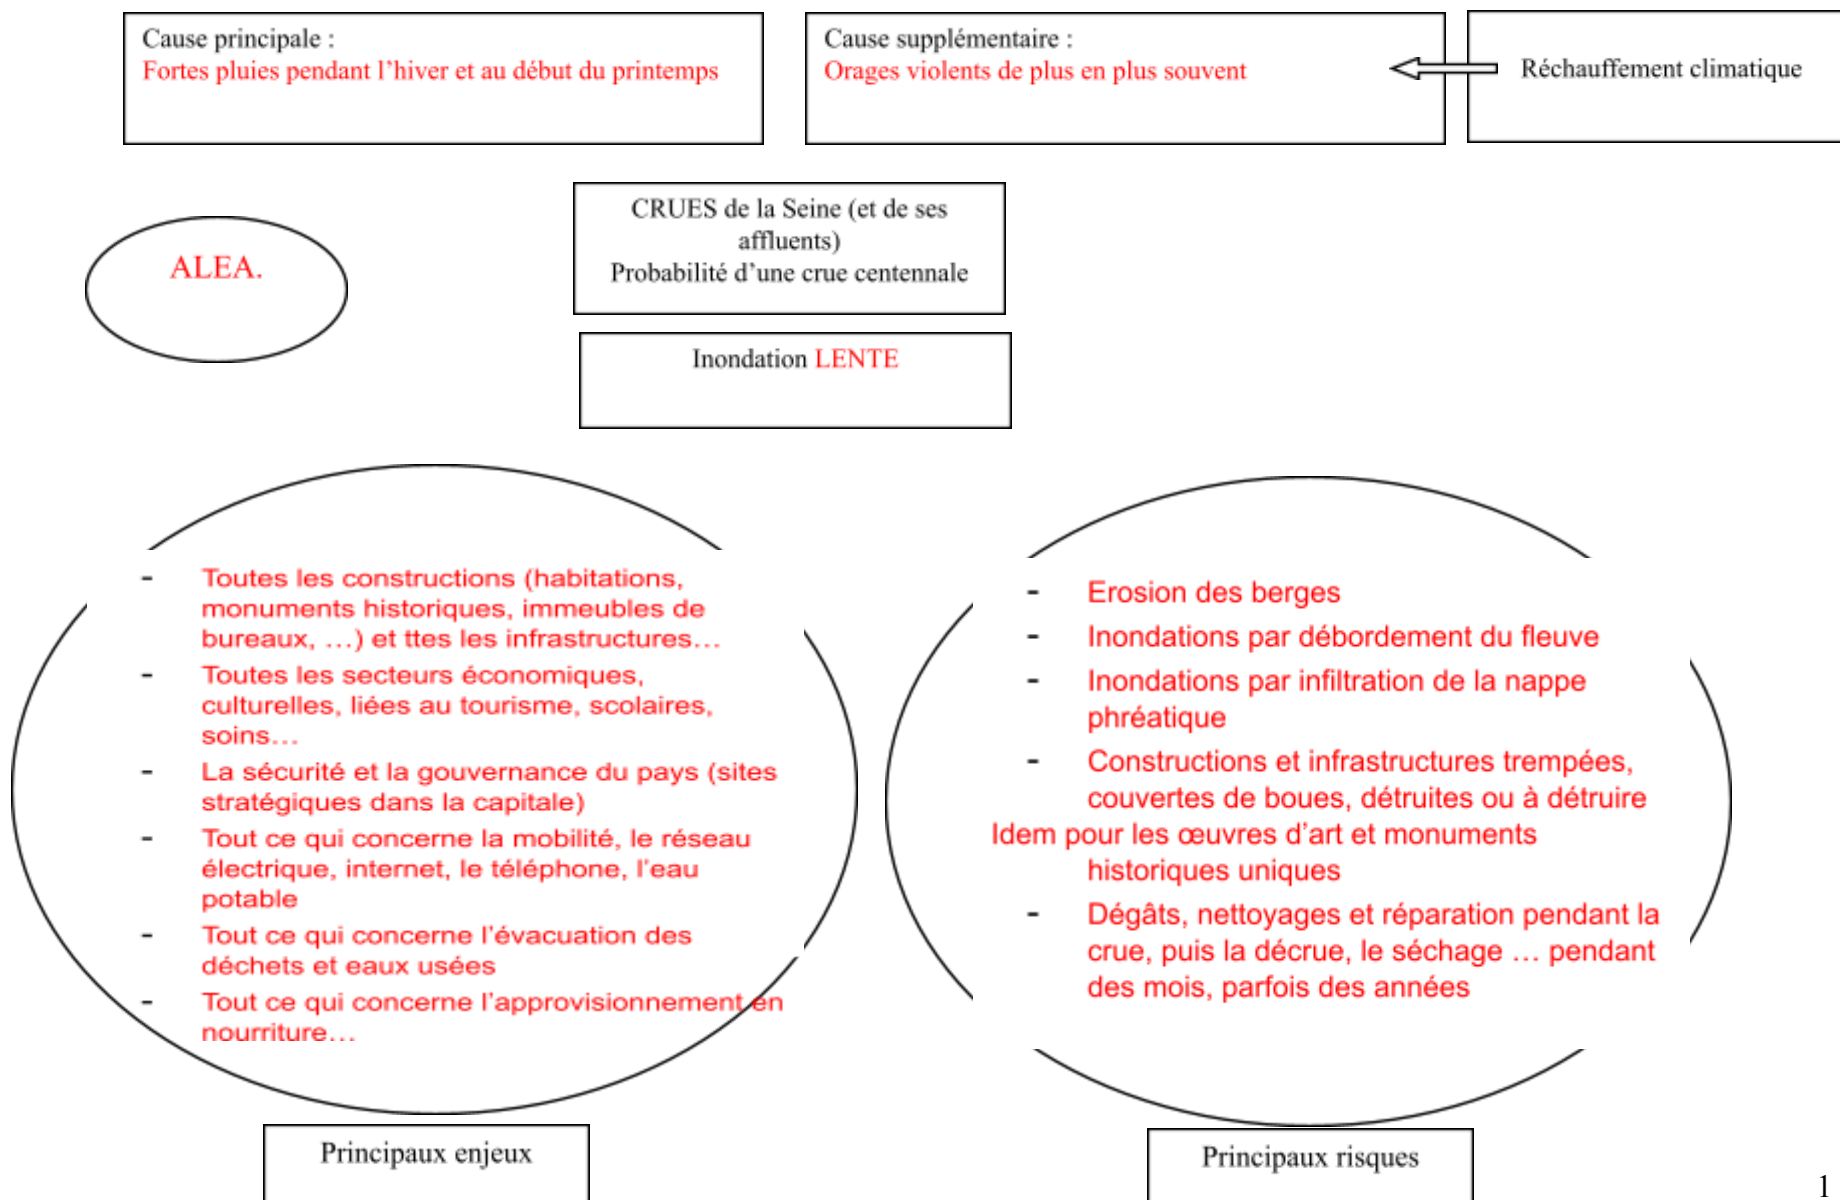 Cause principale :
Fortes pluies pendant l'hiver et au début du printemps
Cause supplémentaire :
Orages violents de plus en plus souvent
Réchauffement climatique
ALEA.
CRUES de la Seine (et de ses
affluents)
Probabilité d'une crue centennale
Inondation LENTE
- Toutes les constructions (habitations,
monuments historiques, immeubles de
bureaux, …) et ttes les infrastructures…
- Toutes les secteurs économiques,
culturelles, liées au tourisme, scolaires,
soins…
- La sécurité et la gouvernance du pays (sites
stratégiques dans la capitale)
- Tout ce qui concerne la mobilité, le réseau
électrique, internet, le téléphone, l'eau
potable
- Tout ce qui concerne l'évacuation des
déchets et eaux usées
- Tout ce qui concerne l'approvisionnement en
nourriture…
Principaux enjeux
- Erosion des berges
- Inondations par débordement du fleuve
- Inondations par infiltration de la nappe
phréatique
- Constructions et infrastructures trempées,
couvertes de boues, détruites ou à détruire
Idem pour les œuvres d'art et monuments
historiques uniques
- Dégâts, nettoyages et réparation pendant la
crue, puis la décrue, le séchage … pendant
des mois, parfois des années
Principaux risques
1